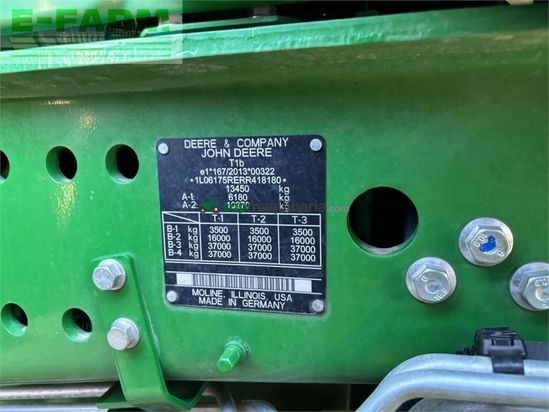 E-FARM
DEERE & COMPANY
JOHN DEERE
T1b
e1*167/2013*00322
*1L06175RERR418180*
13450 kg
A-1: 6180 kg
A-2: 10370 kg
T-1 T-2 T-3
B-1 kg 3500 3500 3500
B-2 kg 16000 16000 16000
B-3 kg 37000 37000 37000
B-4 kg 37000 37000 37000
MOLINE, ILLINOIS, USA
MADE IN GERMANY